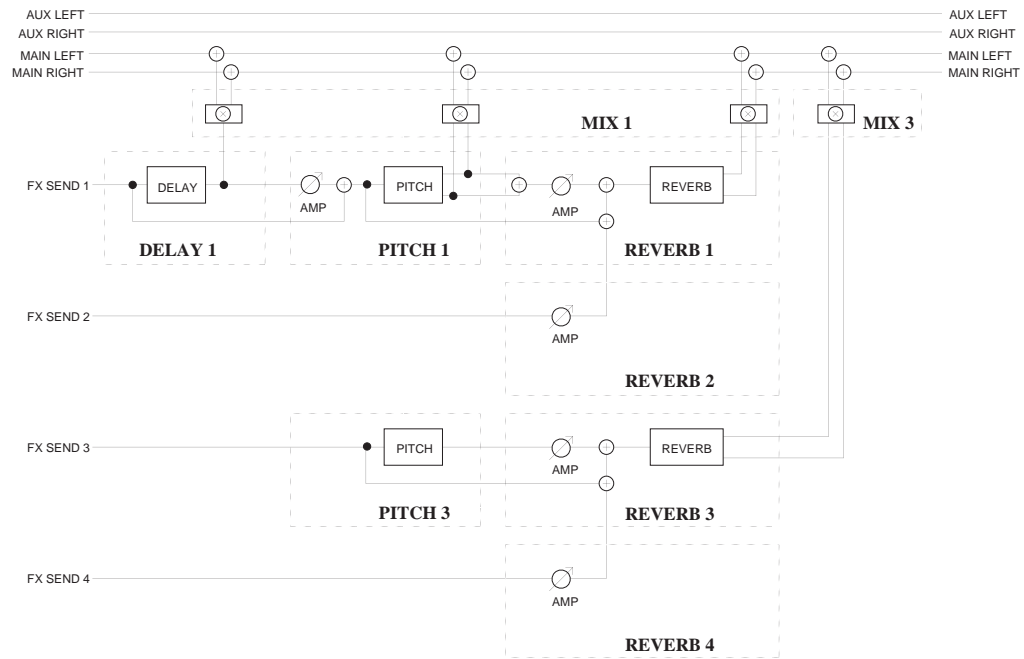 AUX LEFT AUX LEFT
AUX RIGHT AUX RIGHT
MAIN LEFT MAIN LEFT
MAIN RIGHT MAIN RIGHT
MIX 1 MIX 3
FX SEND 1 DELAY PITCH REVERB
AMP AMP
DELAY 1 PITCH 1 REVERB 1
FX SEND 2
AMP
REVERB 2
FX SEND 3 PITCH REVERB
AMP
PITCH 3 REVERB 3
FX SEND 4
AMP
REVERB 4